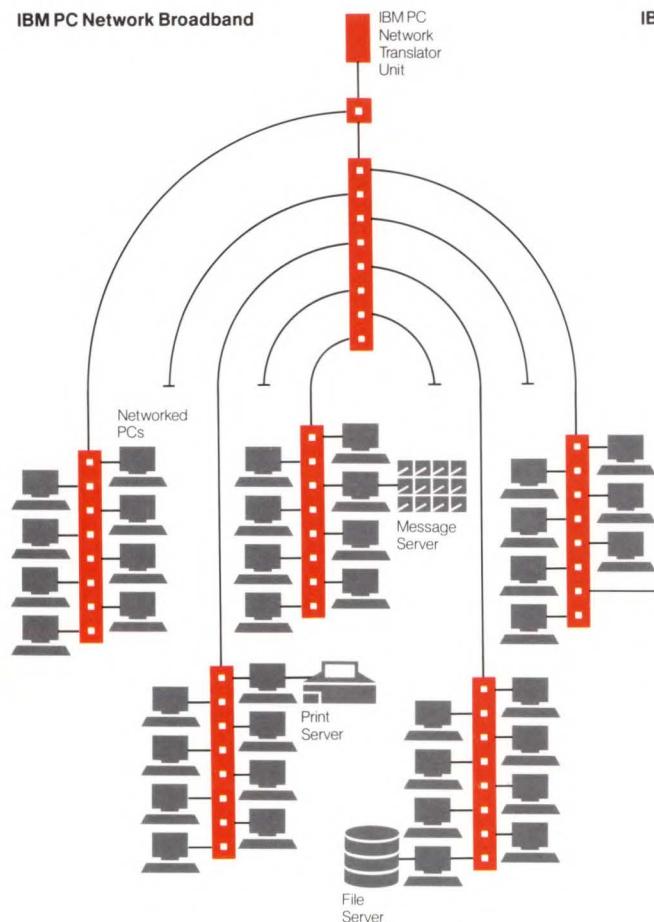 IBM PC Network Broadband
IBM PC
Network
Translator
Unit
Networked
PCs
Message
Server
Print
Server
File
Server